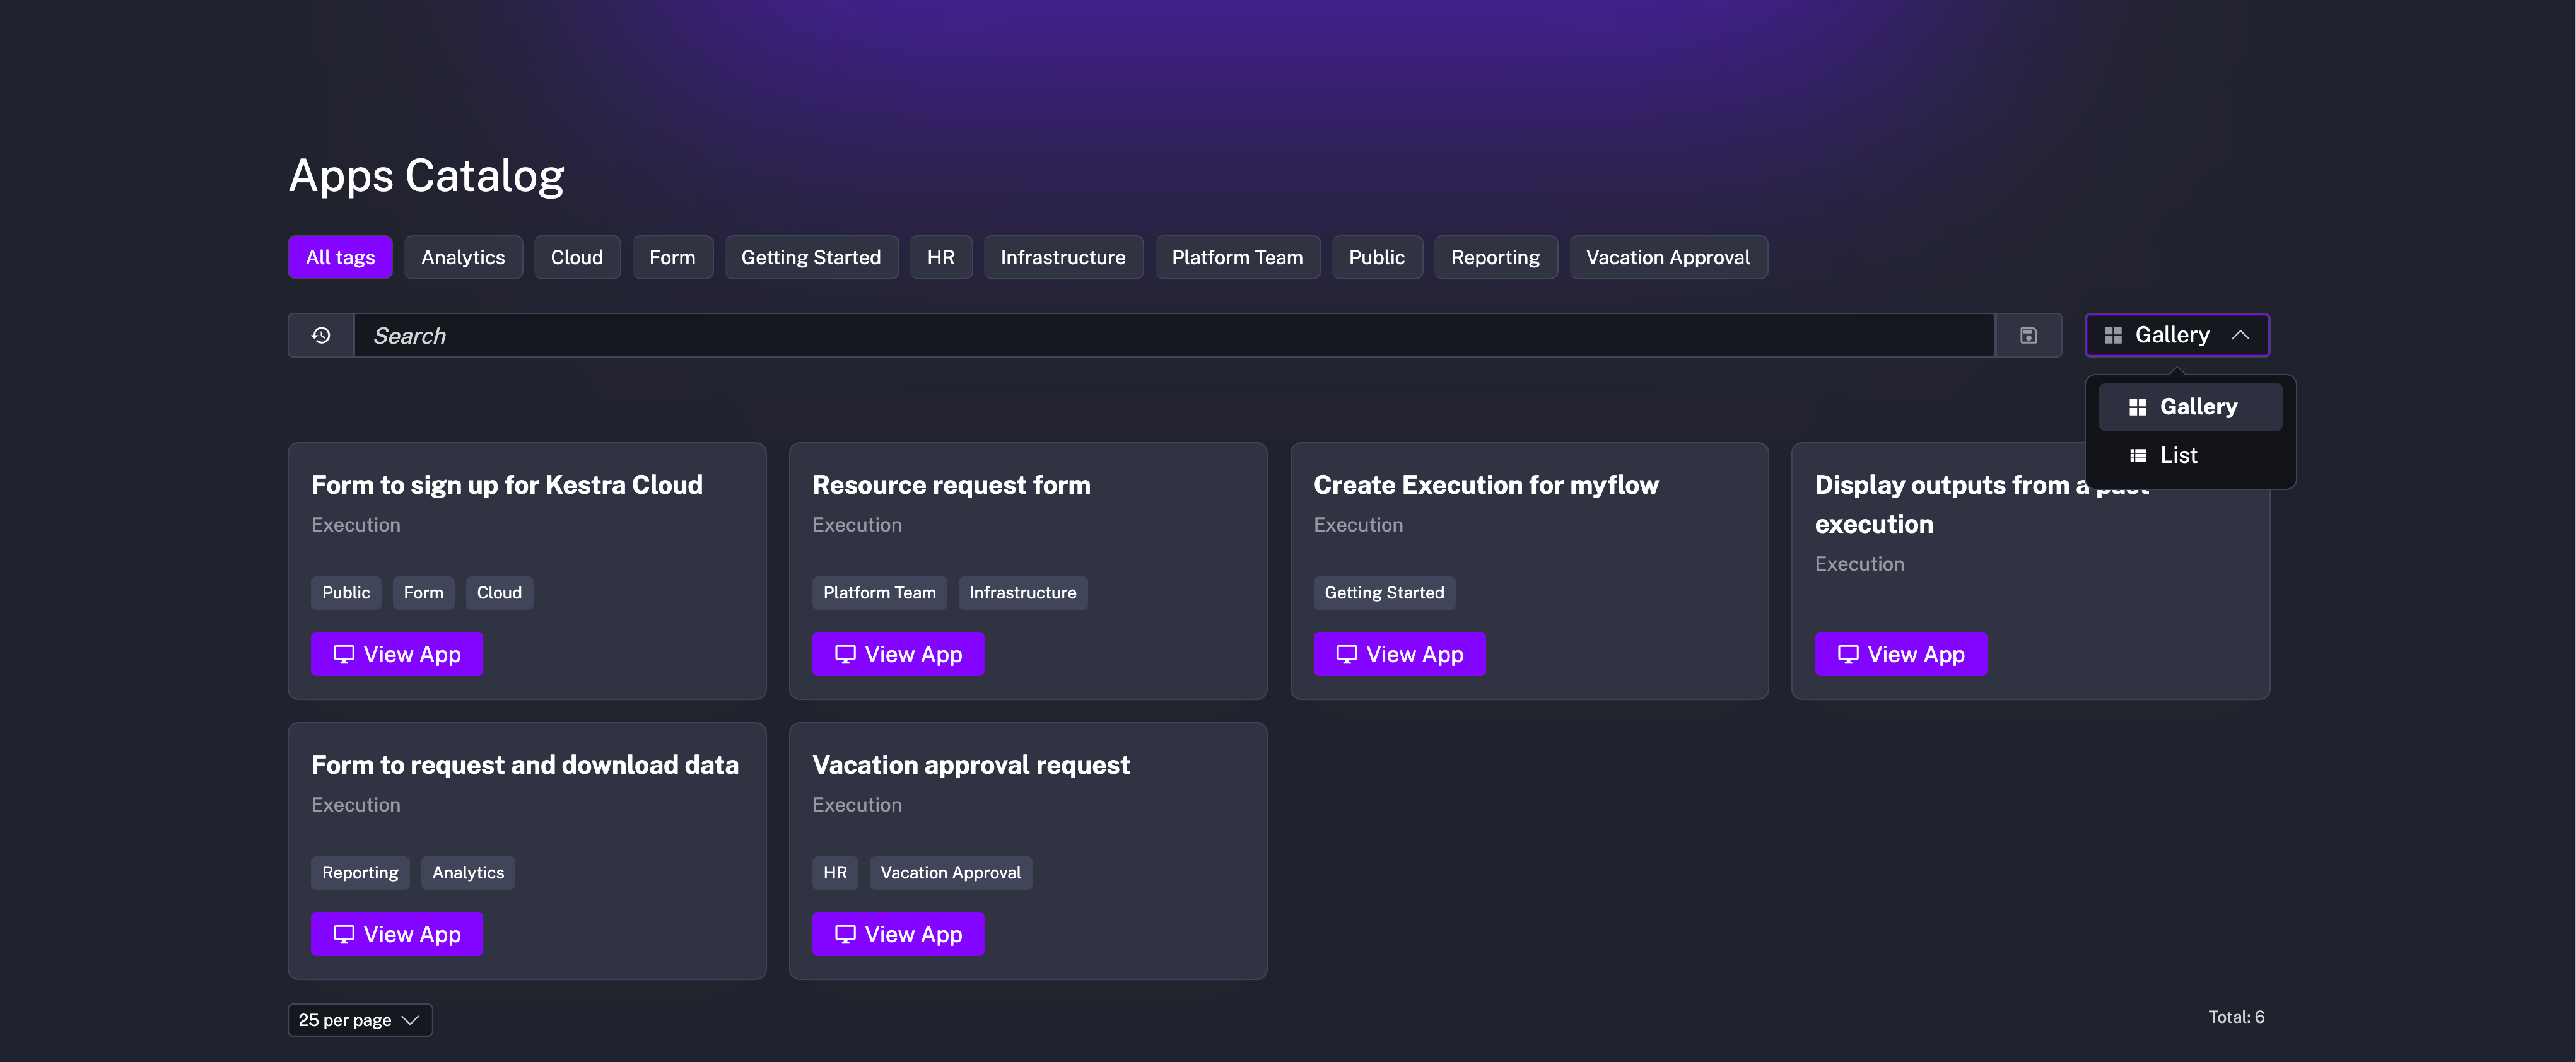 Apps Catalog
All tags Analytics Cloud Form Getting Started HR Infrastructure Platform Team Public Reporting Vacation Approval
Search
Gallery
Gallery
List
Form to sign up for Kestra Cloud
Execution
Public Form Cloud
View App
Resource request form
Execution
Platform Team Infrastructure
View App
Create Execution for myflow
Execution
Getting Started
View App
Display outputs from a past
execution
Execution
View App
Form to request and download data
Execution
Reporting Analytics
View App
Vacation approval request
Execution
HR Vacation Approval
View App
25 per page
Total: 6